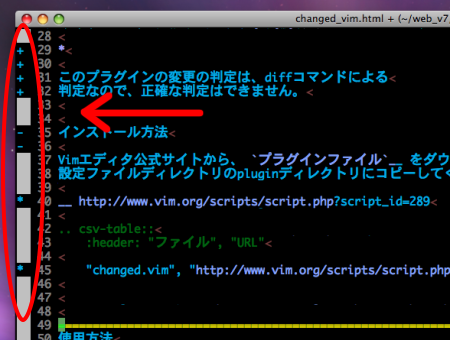 changed_vim.html + (~/web_v7,
28 <
+ 29 *<
+ 30 <
+ 31 このプラグインの変更の判定は、diffコマンドによる<
+ 32 判定なので、正確な判定はできません。<
33 <
34 <
- 35 インストール方法<
- 36 <
37 Vimエディタ公式サイトから、 `プラグインファイル`__ をダウ
38 設定ファイルディレクトリのpluginディレクトリにコピーしてく
39 <
* 40 __ http://www.vim.org/scripts/script.php?script_id=289<
41 <
42 .. csv-table::<
43 :header: "ファイル", "URL"<
44 <
* 45 "changed.vim", "http://www.vim.org/scripts/script.php
46 <
47 <
48 <
49
50 使用方法<